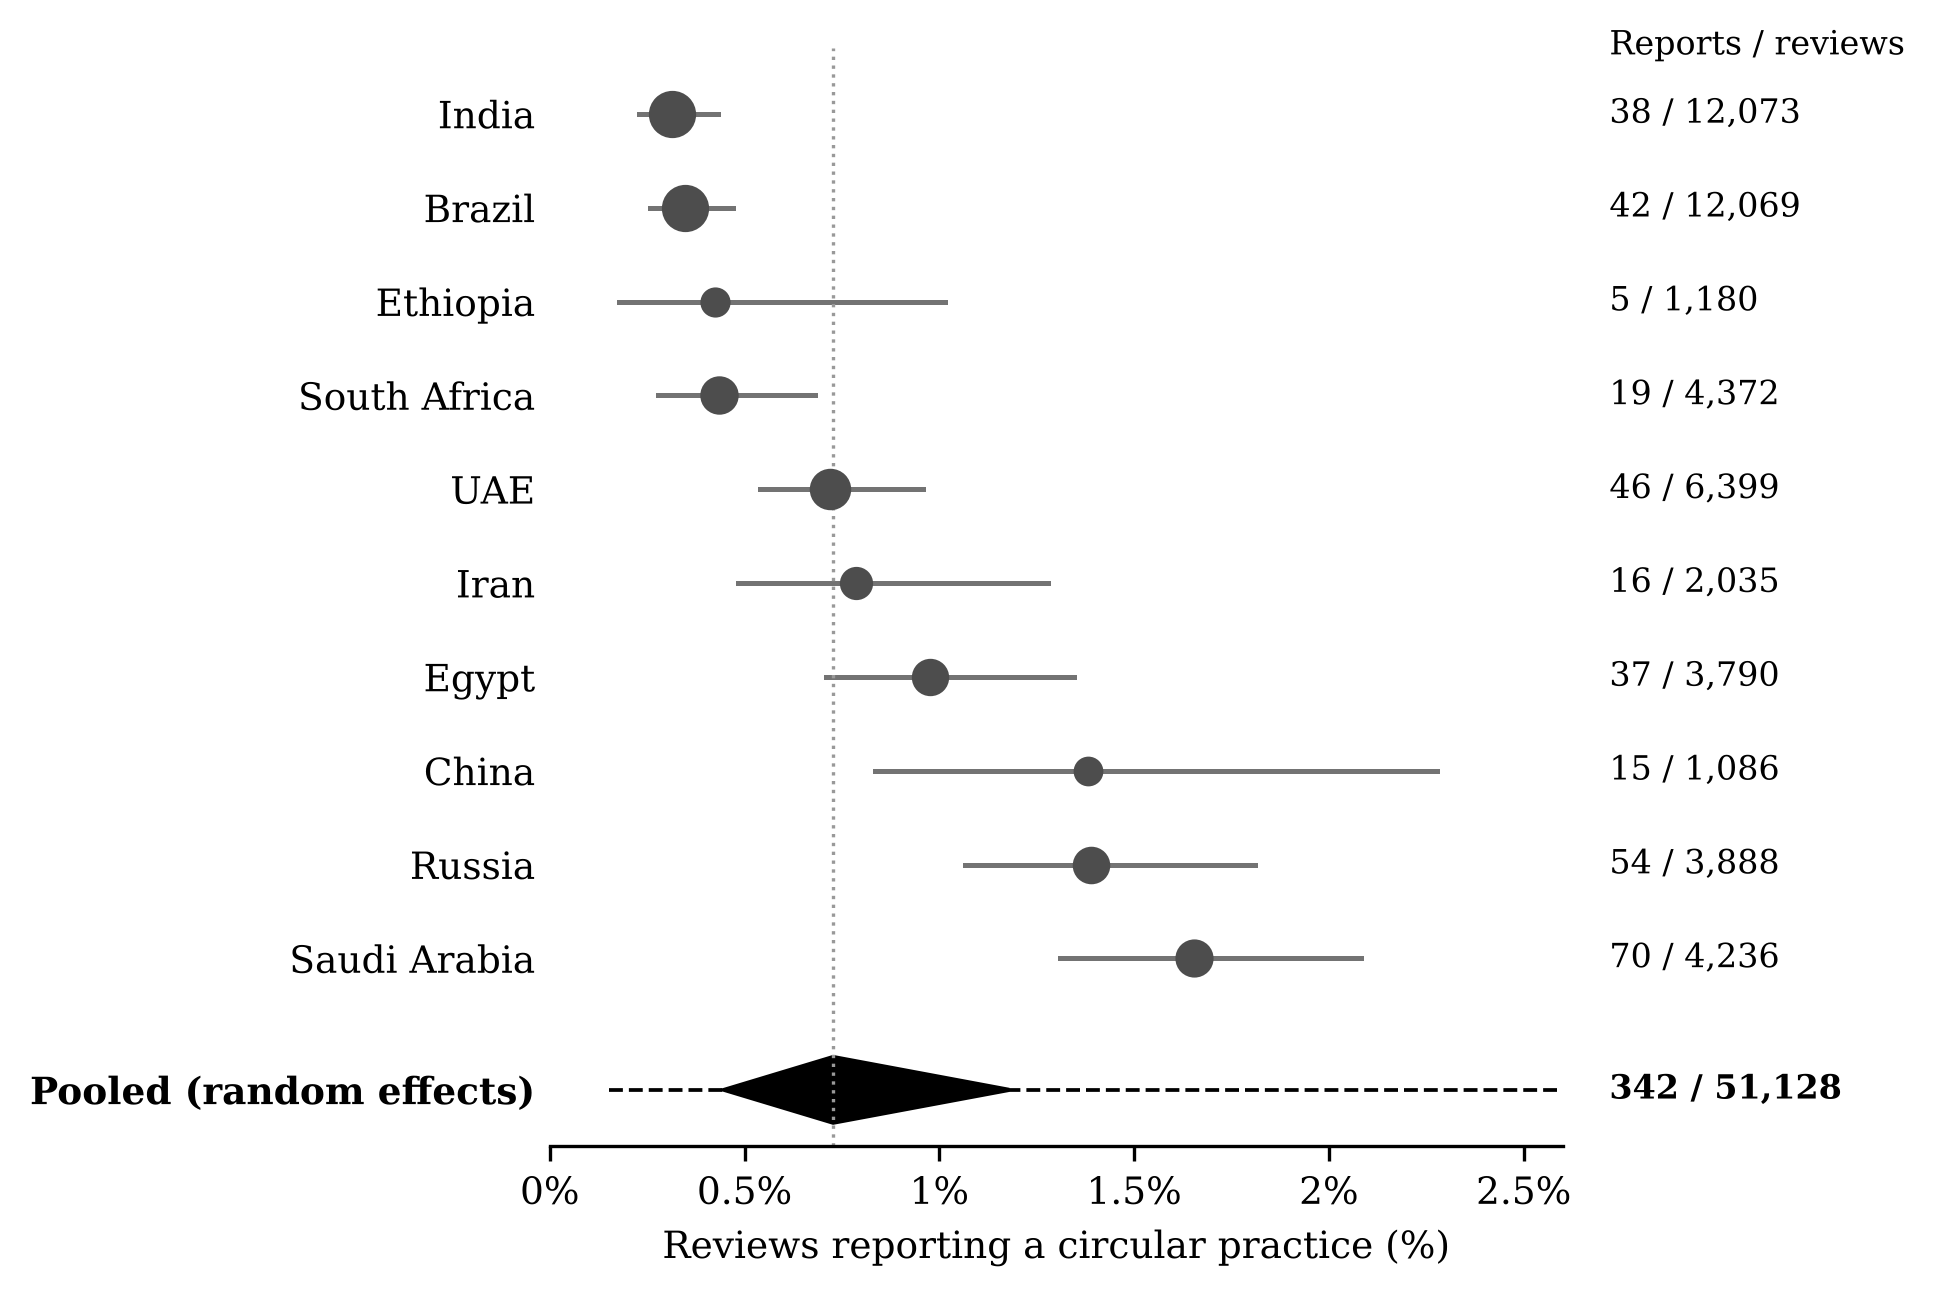 Reports / reviews
India 38 / 12,073
Brazil 42 / 12,069
Ethiopia 5 / 1,180
South Africa 19 / 4,372
UAE 46 / 6,399
Iran 16 / 2,035
Egypt 37 / 3,790
China 15 / 1,086
Russia 54 / 3,888
Saudi Arabia 70 / 4,236
Pooled (random effects) 342 / 51,128
0% 0.5% 1% 1.5% 2% 2.5%
Reviews reporting a circular practice (%)